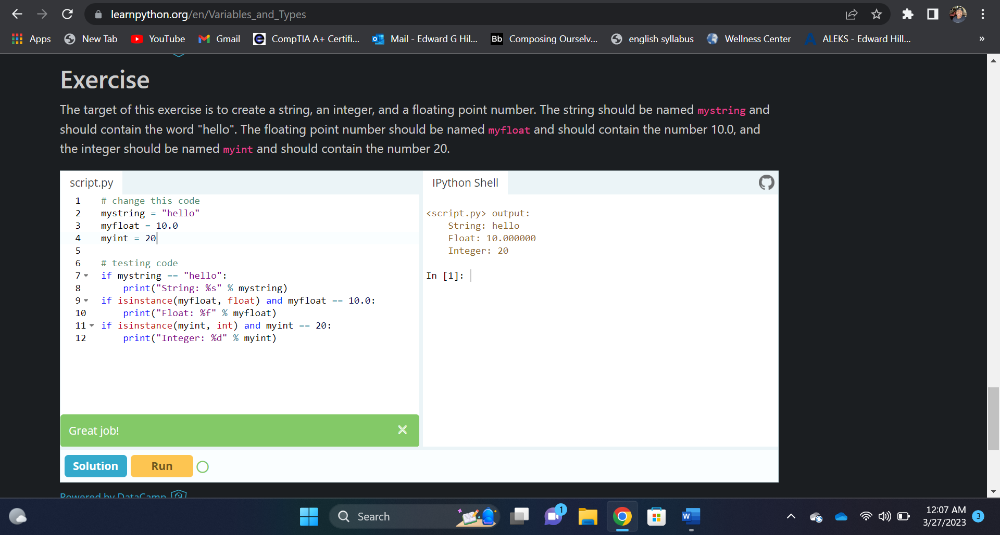 learnpython.org/en/Variables_and_Types
Apps New Tab YouTube Gmail CompTIA A+ Certifi... Mail - Edward G Hil... Bb Composing Ourselv... english syllabus Wellness Center ALEKS - Edward Hill... »
Exercise
The target of this exercise is to create a string, an integer, and a floating point number. The string should be named mystring and
should contain the word "hello". The floating point number should be named myfloat and should contain the number 10.0, and
the integer should be named myint and should contain the number 20.
script.py
1 # change this code
2 mystring = "hello"
3 myfloat = 10.0
4 myint = 20
5
6 # testing code
7 if mystring == "hello":
8     print("String: %s" % mystring)
9 if isinstance(myfloat, float) and myfloat == 10.0:
10     print("Float: %f" % myfloat)
11 if isinstance(myint, int) and myint == 20:
12     print("Integer: %d" % myint)
IPython Shell
<script.py> output:
    String: hello
    Float: 10.000000
    Integer: 20
In [1]:
Great job!
Solution Run
Powered by DataCamp
Search
1
W
12:07 AM
3/27/2023
3